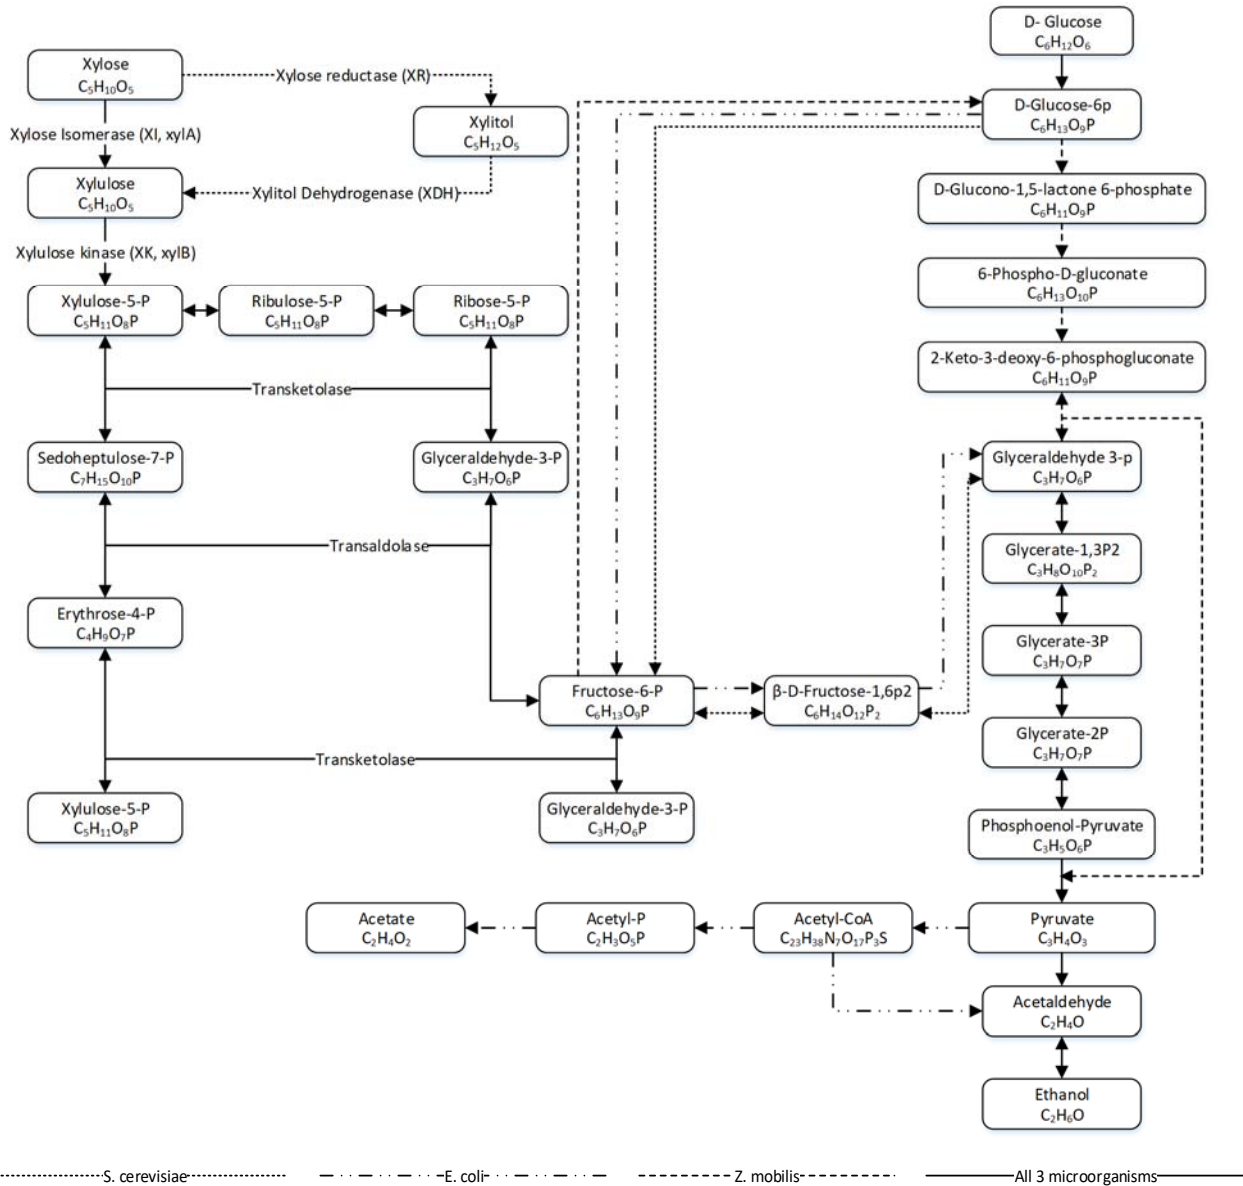 D- Glucose
C₆H₁₂O₆
Xylose
C₅H₁₀O₅
Xylose reductase (XR)
D-Glucose-6p
C₆H₁₃O₉P
Xylitol
C₅H₁₂O₅
Xylose Isomerase (XI, xylA)
Xylulose
C₅H₁₀O₅
Xylitol Dehydrogenase (XDH)
D-Glucono-1,5-lactone 6-phosphate
C₆H₁₁O₉P
Xylulose kinase (XK, xylB)
6-Phospho-D-gluconate
C₆H₁₃O₁₀P
Xylulose-5-P
C₅H₁₁O₈P
Ribulose-5-P
C₅H₁₁O₈P
Ribose-5-P
C₅H₁₁O₈P
2-Keto-3-deoxy-6-phosphogluconate
C₆H₁₁O₉P
Transketolase
Sedoheptulose-7-P
C₇H₁₅O₁₀P
Glyceraldehyde-3-P
C₃H₇O₆P
Glyceraldehyde 3-p
C₃H₇O₆P
Transaldolase
Glycerate-1,3P2
C₃H₈O₁₀P₂
Erythrose-4-P
C₄H₉O₇P
Glycerate-3P
C₃H₇O₇P
Fructose-6-P
C₆H₁₃O₉P
β-D-Fructose-1,6p2
C₆H₁₄O₁₂P₂
Glycerate-2P
C₃H₇O₇P
Transketolase
Xylulose-5-P
C₅H₁₁O₈P
Glyceraldehyde-3-P
C₃H₇O₆P
Phosphoenol-Pyruvate
C₃H₅O₆P
Acetate
C₂H₄O₂
Acetyl-P
C₂H₃O₅P
Acetyl-CoA
C₂₃H₃₈N₇O₁₇P₃S
Pyruvate
C₃H₄O₃
Acetaldehyde
C₂H₄O
Ethanol
C₂H₆O
S. cerevisiae
E. coli
Z. mobilis
All 3 microorganisms